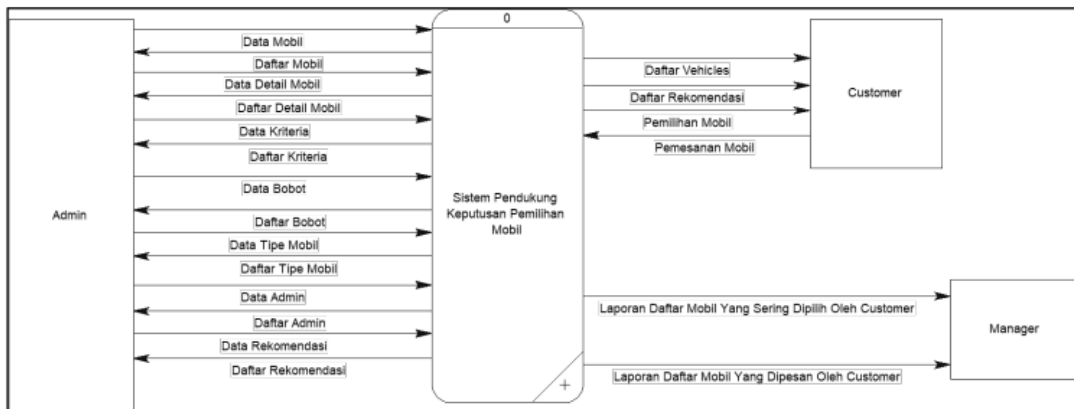 0
Data Mobil
Daftar Mobil
Data Detail Mobil
Daftar Detail Mobil
Data Kriteria
Daftar Kriteria
Data Bobot
Admin
Daftar Bobot
Data Tipe Mobil
Daftar Tipe Mobil
Data Admin
Daftar Admin
Data Rekomendasi
Daftar Rekomendasi
Sistem Pendukung
Keputusan Pemilihan
Mobil
+
Daftar Vehicles
Daftar Rekomendasi
Pemilihan Mobil
Pemesanan Mobil
Customer
Laporan Daftar Mobil Yang Sering Dipilih Oleh Customer
Manager
Laporan Daftar Mobil Yang Dipesan Oleh Customer